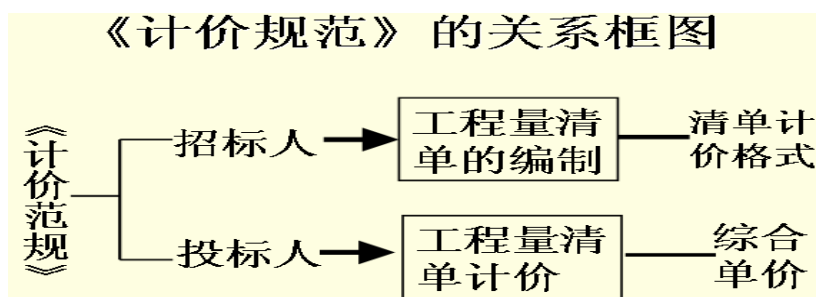 《计价规范》的关系框图
《计价范规》
招标人
工程量清
单的编制
清单计
价格式
投标人
工程量清
单计价
综合
单价